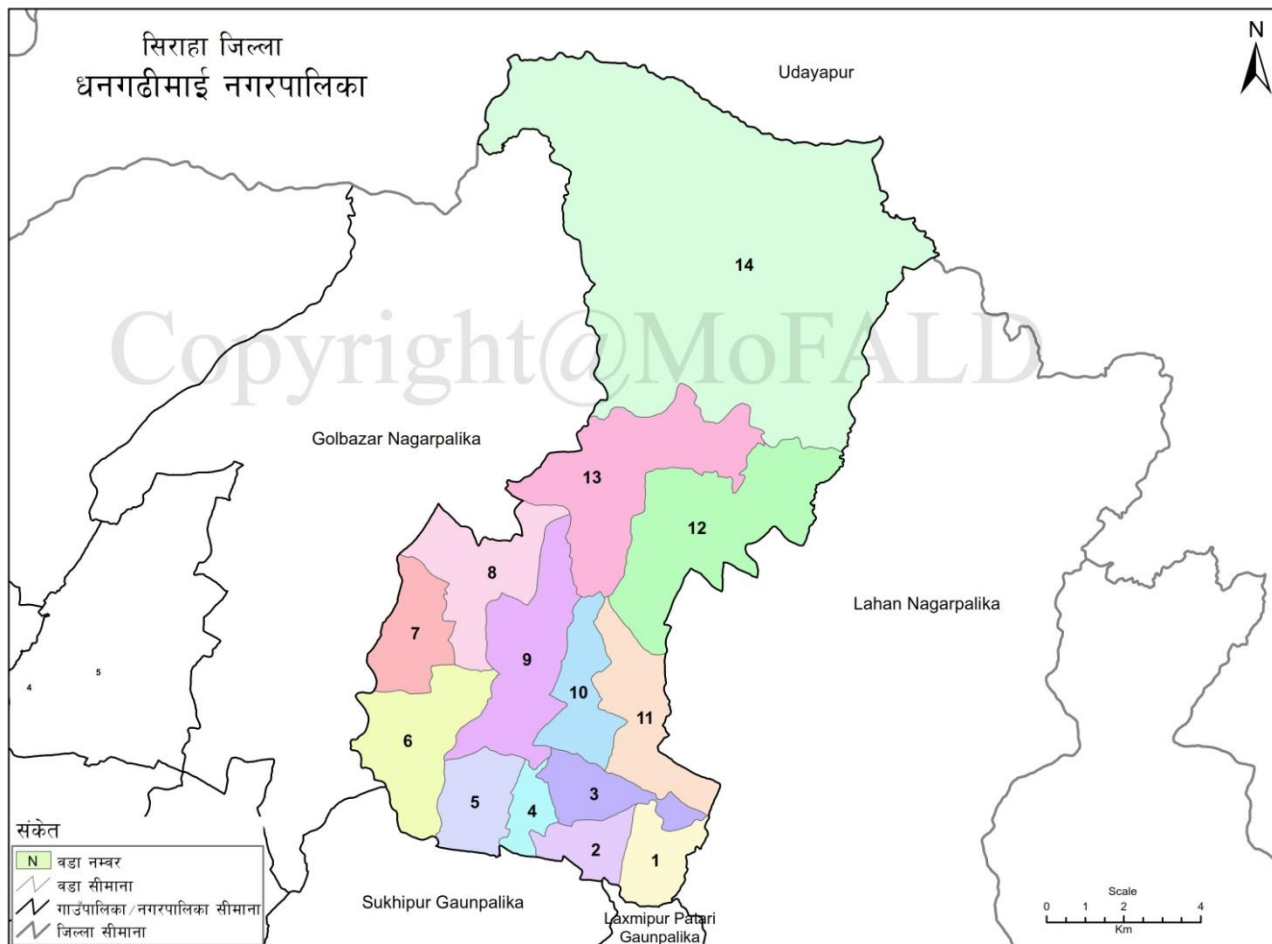 सिराहा जिल्ला
धनगढीमाई नगरपालिका
Udayapur
N
14
Copyright@MoFALD
Golbazar Nagarpalika
13
12
8
Lahan Nagarpalika
7
9
10
11
6
5
4
3
2
1
5
4
Sukhipur Gaunpalika
Laxmipur Patari
Gaunpalika
संकेत
N वडा नम्बर
वडा सीमाना
गाउँपालिका/नगरपालिका सीमाना
जिल्ला सीमाना
Scale
0 1 2 4
Km